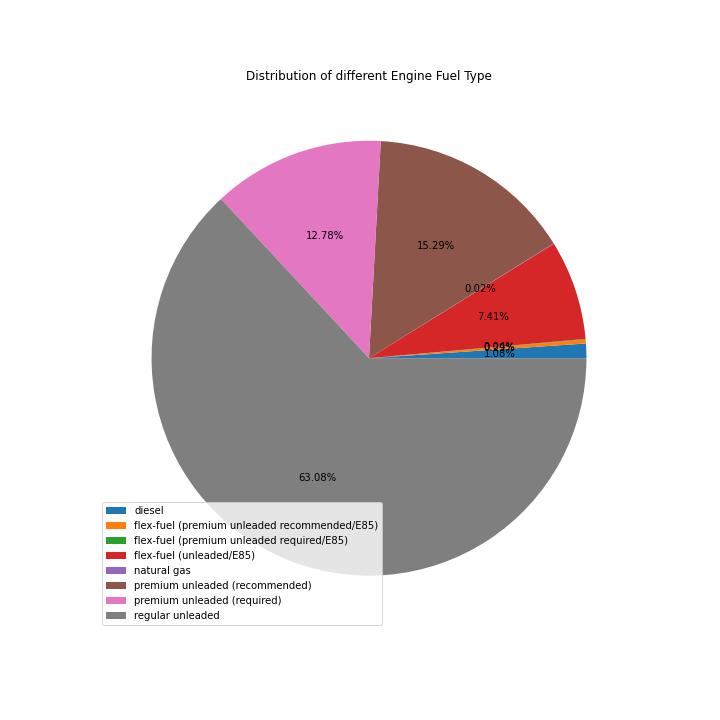 Distribution of different Engine Fuel Type
12.78%
15.29%
0.02%
7.41%
1.08%
63.08%
diesel
flex-fuel (premium unleaded recommended/E85)
flex-fuel (premium unleaded required/E85)
flex-fuel (unleaded/E85)
natural gas
premium unleaded (recommended)
premium unleaded (required)
regular unleaded